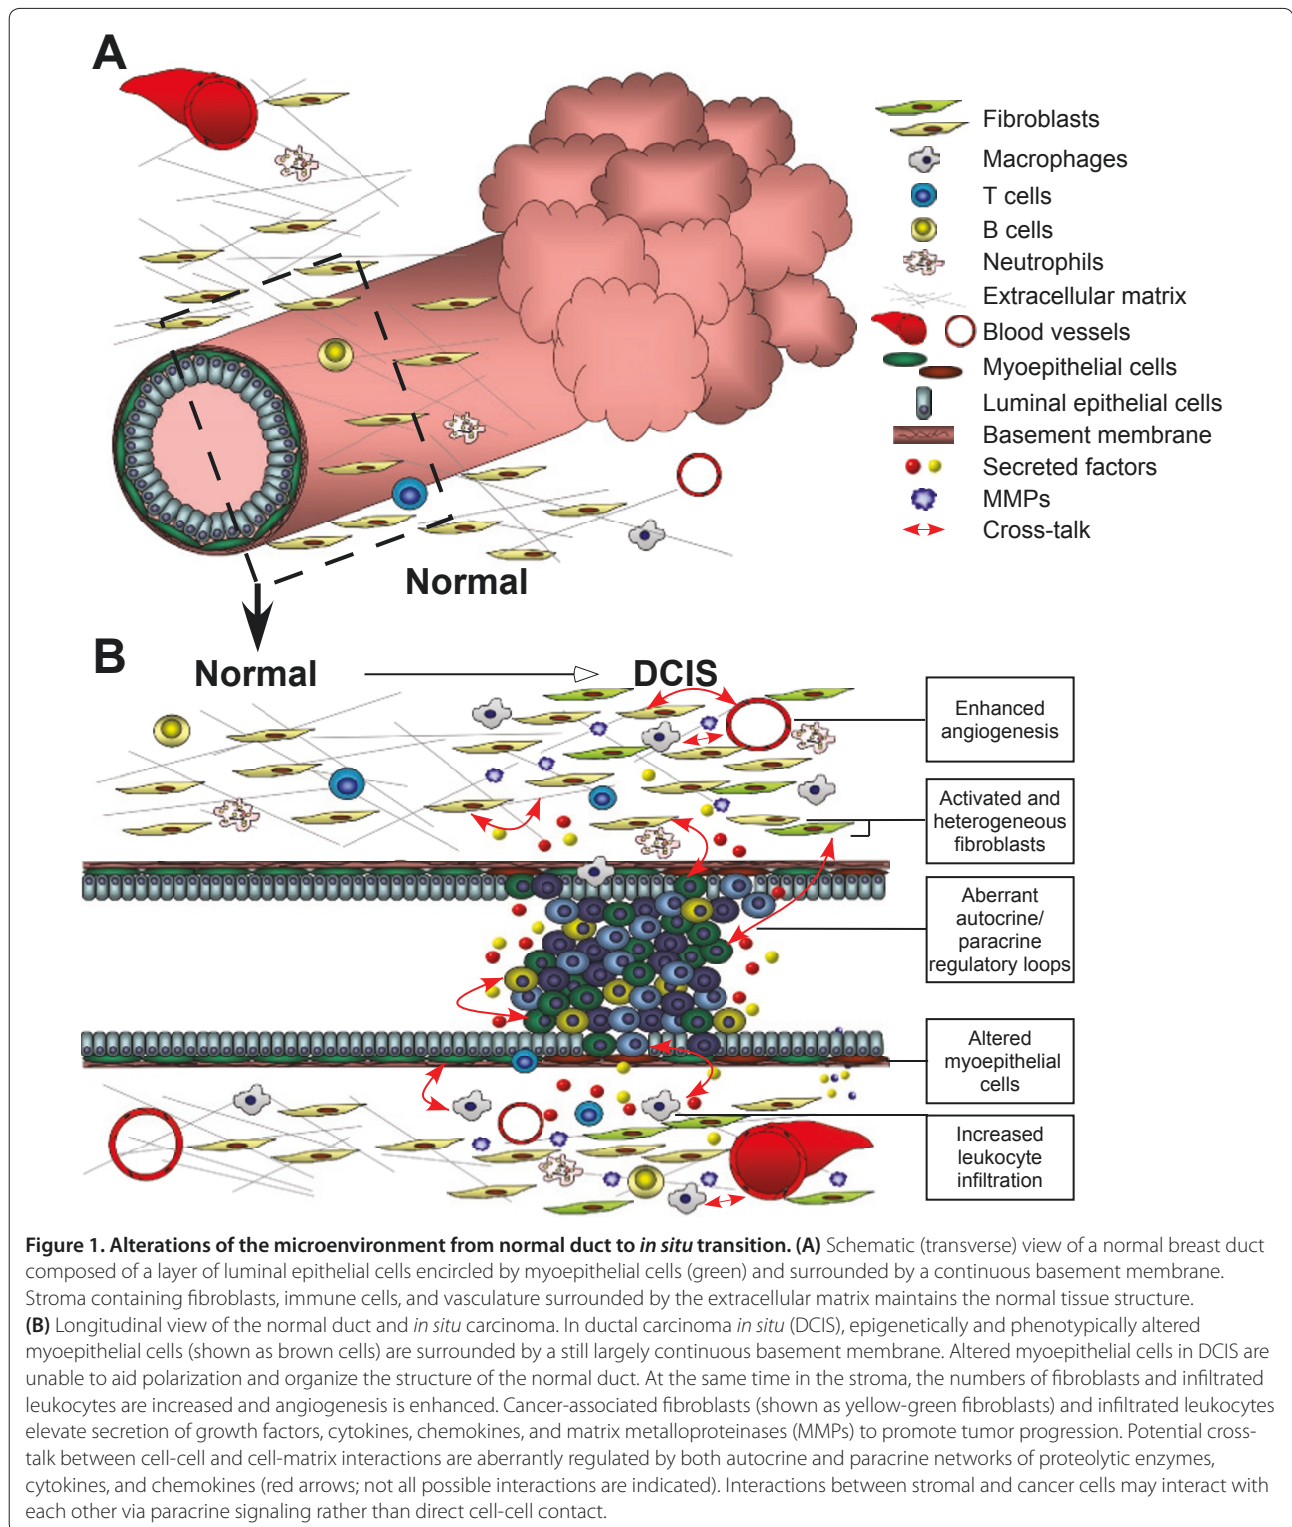 A
Fibroblasts
Macrophages
T cells
B cells
Neutrophils
Extracellular matrix
Blood vessels
Myoepithelial cells
Luminal epithelial cells
Basement membrane
Secreted factors
MMPs
Cross-talk
Normal
B
Normal
DCIS
Enhanced
angiogenesis
Activated and
heterogeneous
fibroblasts
Aberrant
autocrine/
paracrine
regulatory loops
Altered
myoepithelial
cells
Increased
leukocyte
infiltration
Figure 1. Alterations of the microenvironment from normal duct to in situ transition. (A) Schematic (transverse) view of a normal breast duct
composed of a layer of luminal epithelial cells encircled by myoepithelial cells (green) and surrounded by a continuous basement membrane.
Stroma containing fibroblasts, immune cells, and vasculature surrounded by the extracellular matrix maintains the normal tissue structure.
(B) Longitudinal view of the normal duct and in situ carcinoma. In ductal carcinoma in situ (DCIS), epigenetically and phenotypically altered
myoepithelial cells (shown as brown cells) are surrounded by a still largely continuous basement membrane. Altered myoepithelial cells in DCIS are
unable to aid polarization and organize the structure of the normal duct. At the same time in the stroma, the numbers of fibroblasts and infiltrated
leukocytes are increased and angiogenesis is enhanced. Cancer-associated fibroblasts (shown as yellow-green fibroblasts) and infiltrated leukocytes
elevate secretion of growth factors, cytokines, chemokines, and matrix metalloproteinases (MMPs) to promote tumor progression. Potential cross-
talk between cell-cell and cell-matrix interactions are aberrantly regulated by both autocrine and paracrine networks of proteolytic enzymes,
cytokines, and chemokines (red arrows; not all possible interactions are indicated). Interactions between stromal and cancer cells may interact with
each other via paracrine signaling rather than direct cell-cell contact.